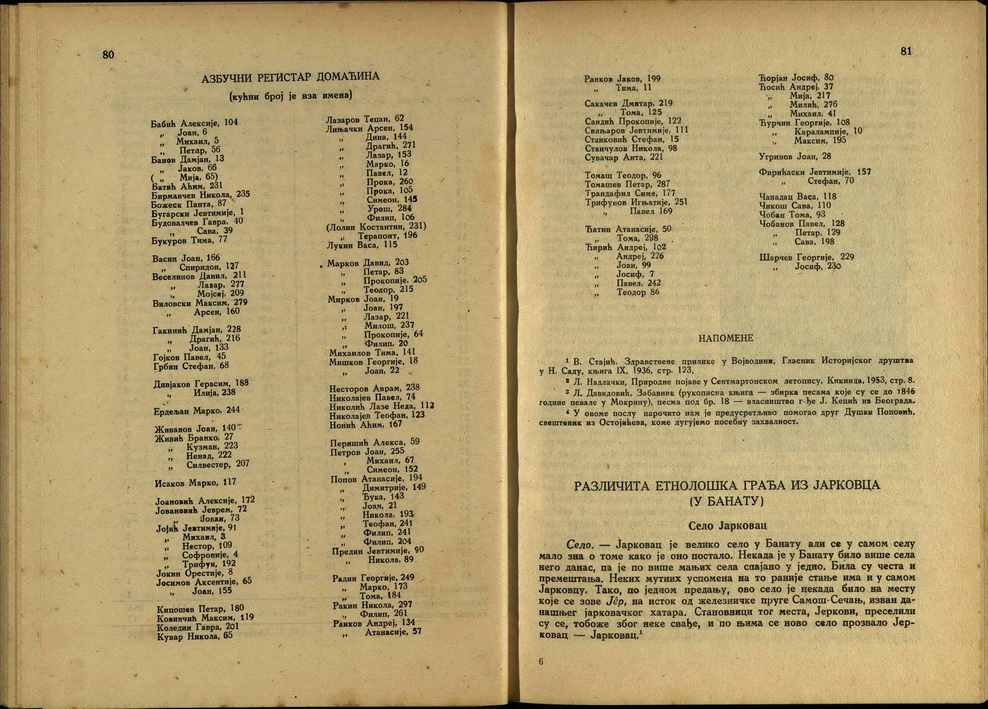 80
АЗБУЧНИ РЕГИСТАР ДОМАЋИНА
(кућни број је иза имена)
Бабић Алексије, 104
„ Јоан, 6
„ Михаил, 5
„ Петар, 56
Банов Дамјан, 13
„ Јаков, 66
( „ Мија, 65)
Батић Аћим, 231
Бирманчев Никола, 235
Божеск Панта, 87
Бугарски Јевтимије, 1
Будовалчев Гавра, 40
„ Сава, 39
Букуров Тима, 77
Васин Јоан, 166
„ Спиридон, 127
Веселинов Данил, 211
„ Лазар, 277
„ Мојсеј, 209
Виловски Максим, 279
„ Арсен, 160
Гакинић Дамјан, 228
„ Драгић, 216
„ Јоан, 133
Гојков Павел, 45
Грбин Стефан, 68
Дивјаков Герасим, 188
„ Илија, 238
Ердељан Марко, 244
Живанов Јоан, 140
Живић Бранко, 27
„ Кузман, 223
„ Ненад, 222
„ Силвестер, 207
Исаков Марко, 117
Јоановић Алексије, 172
Јовановић Јеврем, 72
„ Јован, 73
Јојић Јевтимије, 91
„ Михаил, 3
„ Нестор, 109
„ Софроније, 4
„ Трифун, 192
Јокин Орестије, 8
Јосимов Аксентије, 65
„ Јоан, 155
Кипошев Петар, 180
Ковинчић Максим, 119
Коледин Гавра, 201
Кувар Никола, 65
Лазаров Тецан, 62
Лињачки Арсен, 154
„ Дива, 144
„ Драгић, 271
„ Лазар, 153
„ Марко, 16
„ Павел, 12
„ Прока, 260
„ Прока, 105
„ Симеон, 145
„ Урош, 284
„ Филип, 106
(Лолин Костантин, 231)
„ Терапонт, 196
Лукин Васа, 115
Марков Давид, 203
„ Петар, 83
„ Прокопије, 205
„ Теодор, 215
Мирков Јоан, 19
„ Јоан, 197
„ Лазар, 221
„ Милош, 237
„ Прокопије, 64
„ Филип, 20
Михаилов Тима, 141
Мишков Георгије, 18
„ Јоан, 22
Несторов Аврам, 238
Николајев Павел, 74
Николић Лазе Неда, 112
Николајев Теофан, 123
Нонић Аћим, 167
Перишић Алекса, 59
Петров Јоан, 255
„ Михаил, 67
„ Симеон, 152
Попов Атанасије, 194
„ Димитрије, 149
„ Ђука, 143
„ Јоан, 21
„ Никола, 193
„ Теофан, 241
„ Филип, 241
„ Филип, 204
Предин Јевтимије, 90
„ Никола, 89
Радин Георгије, 249
„ Марко, 173
„ Тома, 184
Ракин Никола, 297
„ Филип, 261
Ранков Андреј, 134
„ Атанасије, 57
81
Ранков Јаков, 199
„ Тима, 11
Сакачев Дмитар, 219
„ Тома, 125
Сандић Прокопије, 122
Свињаров Јевтимије, 111
Станковић Стефан, 15
Станчулов Никола, 98
Сувачар Анта, 221
Томащ Теодор, 96
Томашев Петар, 287
Трандафил Сима, 177
Трифунов Игњатије, 251
„ Павел 169
Ћатин Атанасије, 50
„ Тома, 298
Ћирић Андреј, 102
„ Андреј, 226
„ Јоан, 99
„ Јосиф, 7
„ Павел, 242
„ Теодор 86
Ћорјан Јосиф, 80
Ћосић Андреј, 37
„ Мија, 217
„ Милић, 276
„ Михаил, 41
Ћурчин Георгије, 108
„ Караламиије, 10
„ Максим, 195
Угринов Јоан, 28
Фирићаски Јевтимије, 157
„ Стефан, 70
Чанадац Васа, 118
Чикош Сава, 110
Чобан Тома, 93
Чобанов Павел, 128
„ Петар, 129
„ Сава, 198
Шарчев Георгије, 229
„ Јосиф, 230
НАПОМЕНЕ
¹ В. Стајић, Здравствене прилике у Војводини, Гласник Историјског друштва
у Н. Саду, књига IX, 1936, стр. 123.
² Л. Надлачки, Природне појаве у Сентмартонском летопису, Кикинда, 1953, стр. 8.
³ Л. Давидовић, Забавник (рукописна књига — збирка песама које су се до 1846
године певале у Мокрину), песма под бр. 18 — власништво г-ђе Ј. Кецић из Београда.
⁴ У овоме послу нарочито нам је предусретљиво помогао друг Душан Поповић,
свештеник из Остојићева, коме дугујемо посебну захвалност.
РАЗЛИЧИТА ЕТНОЛОШКА ГРАЂА ИЗ ЈАРКОВЦА
(У БАНАТУ)
Село Јарковац
Село. — Јарковац је велико село у Банату али се у самом селу
мало зна о томе како је оно постало. Некада је у Банату било више села
него данас, па је по више мањих села спајано у једно. Била су честа и
премештања. Неких мутних успомена на то раније стање има и у самом
Јарковцу. Тако, по једном предању, ово село је некада било на месту
које се зове Јêр, на исток од железничке пруге Самош-Сечањ, изван да-
нашњег јарковачког хатара. Становници тог места, Јеркови, преселили
су се, тобоже због неке свађе, и по њима се ново село прозвало Јер-
ковац — Јарковац.¹
6